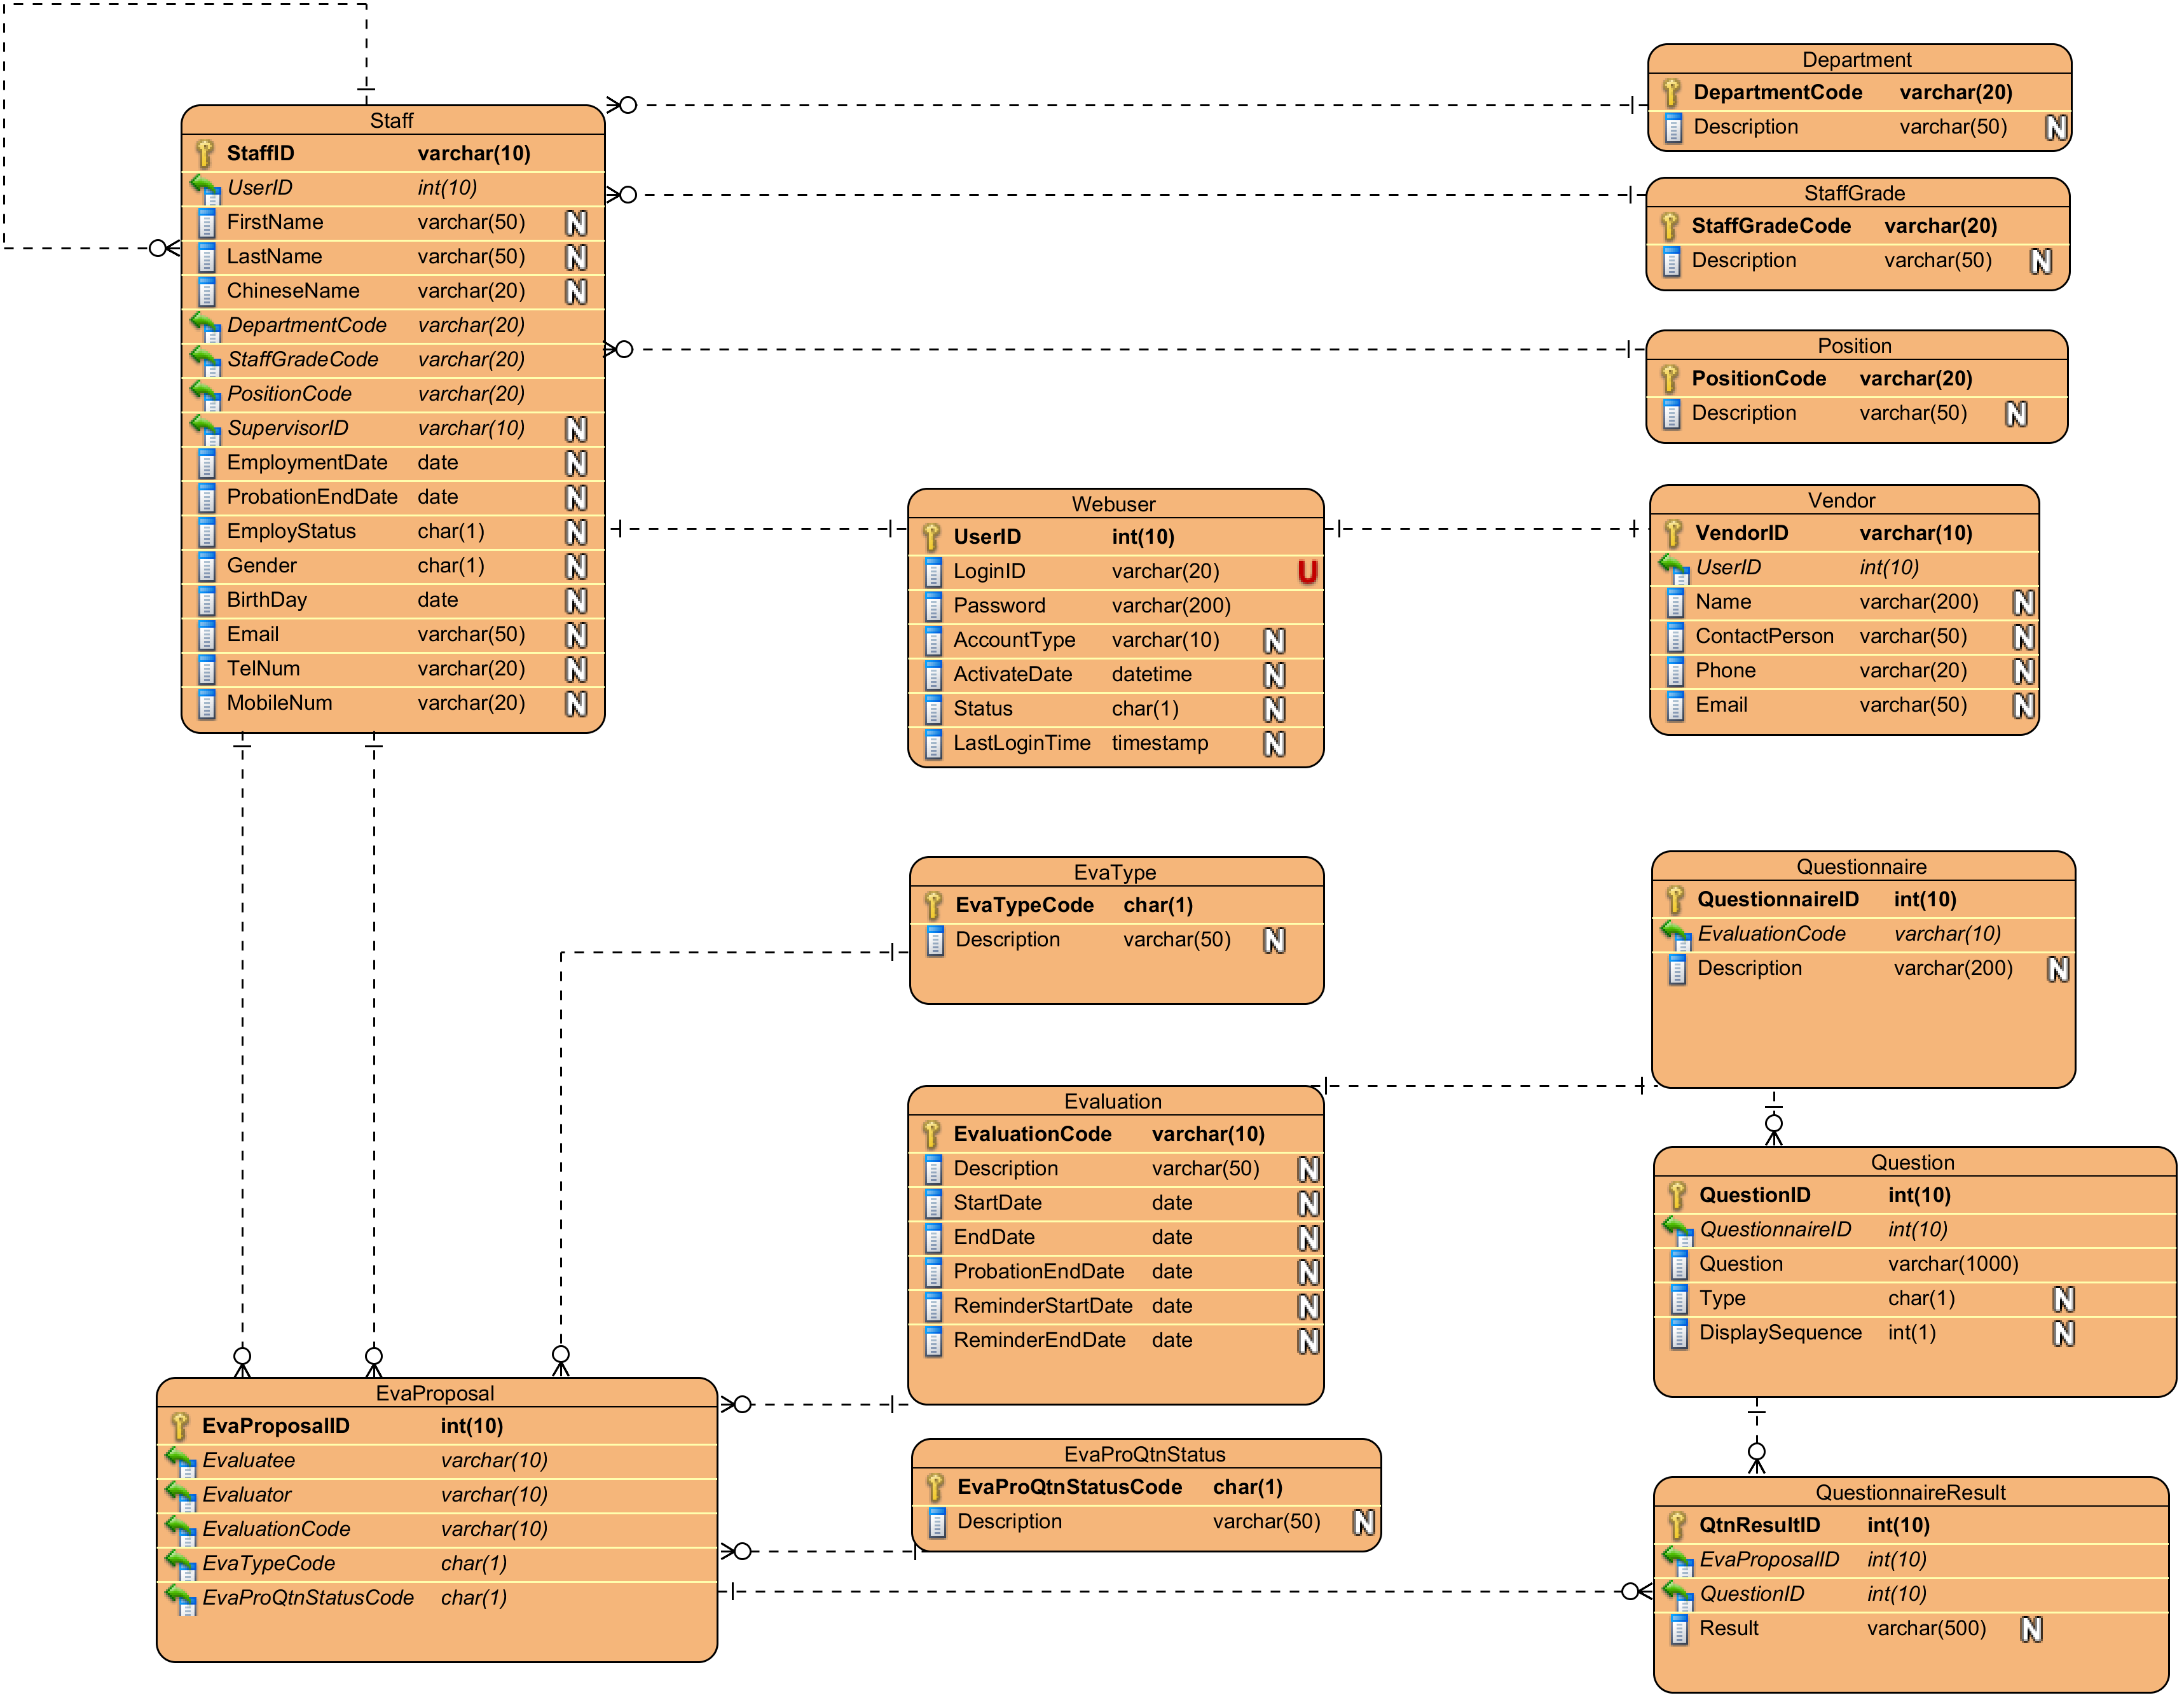 Staff
StaffID varchar(10)
UserID int(10)
FirstName varchar(50) N
LastName varchar(50) N
ChineseName varchar(20) N
DepartmentCode varchar(20)
StaffGradeCode varchar(20)
PositionCode varchar(20)
SupervisorID varchar(10) N
EmploymentDate date N
ProbationEndDate date N
EmployStatus char(1) N
Gender char(1) N
BirthDay date N
Email varchar(50) N
TelNum varchar(20) N
MobileNum varchar(20) N
Department
DepartmentCode varchar(20)
Description varchar(50) N
StaffGrade
StaffGradeCode varchar(20)
Description varchar(50) N
Position
PositionCode varchar(20)
Description varchar(50) N
Webuser
UserID int(10)
LoginID varchar(20) U
Password varchar(200)
AccountType varchar(10) N
ActivateDate datetime N
Status char(1) N
LastLoginTime timestamp N
Vendor
VendorID varchar(10)
UserID int(10)
Name varchar(200) N
ContactPerson varchar(50) N
Phone varchar(20) N
Email varchar(50) N
EvaType
EvaTypeCode char(1)
Description varchar(50) N
Questionnaire
QuestionnaireID int(10)
EvaluationCode varchar(10)
Description varchar(200) N
Evaluation
EvaluationCode varchar(10)
Description varchar(50) N
StartDate date N
EndDate date N
ProbationEndDate date N
ReminderStartDate date N
ReminderEndDate date N
Question
QuestionID int(10)
QuestionnaireID int(10)
Question varchar(1000)
Type char(1) N
DisplaySequence int(1) N
EvaProposal
EvaProposalID int(10)
Evaluatee varchar(10)
Evaluator varchar(10)
EvaluationCode varchar(10)
EvaTypeCode char(1)
EvaProQtnStatusCode char(1)
EvaProQtnStatus
EvaProQtnStatusCode char(1)
Description varchar(50) N
QuestionnaireResult
QtnResultID int(10)
EvaProposalID int(10)
QuestionID int(10)
Result varchar(500) N